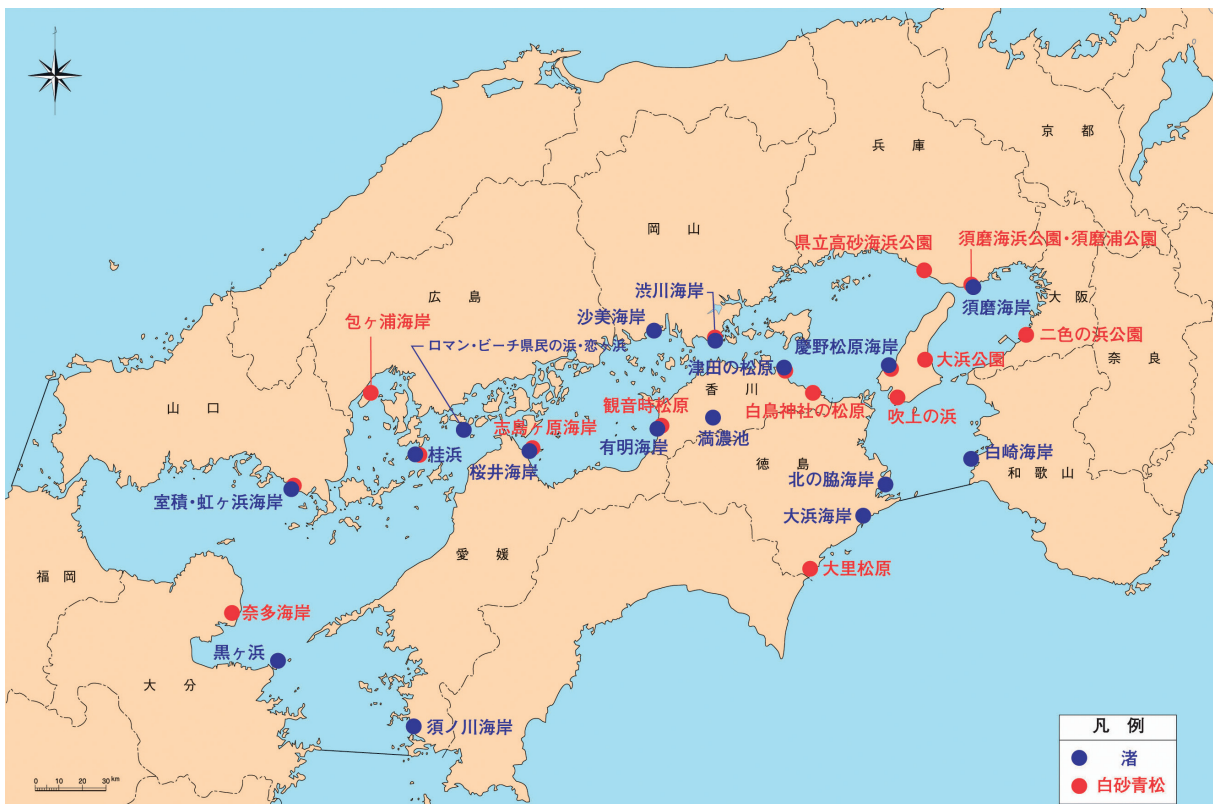 京都
兵庫
岡山
県立高砂海浜公園
須磨海浜公園・須磨浦公園
広島
渋川海岸
大阪
須磨海岸
包ヶ浦海岸
沙美海岸
二色の浜公園
ロマン・ビーチ県民の浜・恋ヶ浜
慶野松原海岸
大浜公園
奈良
津田の松原
香川
山口
観音時松原
白鳥神社の松原
吹上の浜
志島ヶ原海岸
有明海岸
満濃池
桂浜
桜井海岸
白崎海岸
徳島
和歌山
室積・虹ヶ浜海岸
北の脇海岸
大浜海岸
愛媛
福岡
大里松原
奈多海岸
黒ヶ浜
大分
須ノ川海岸
凡例
渚
白砂青松
0 10 20 30km